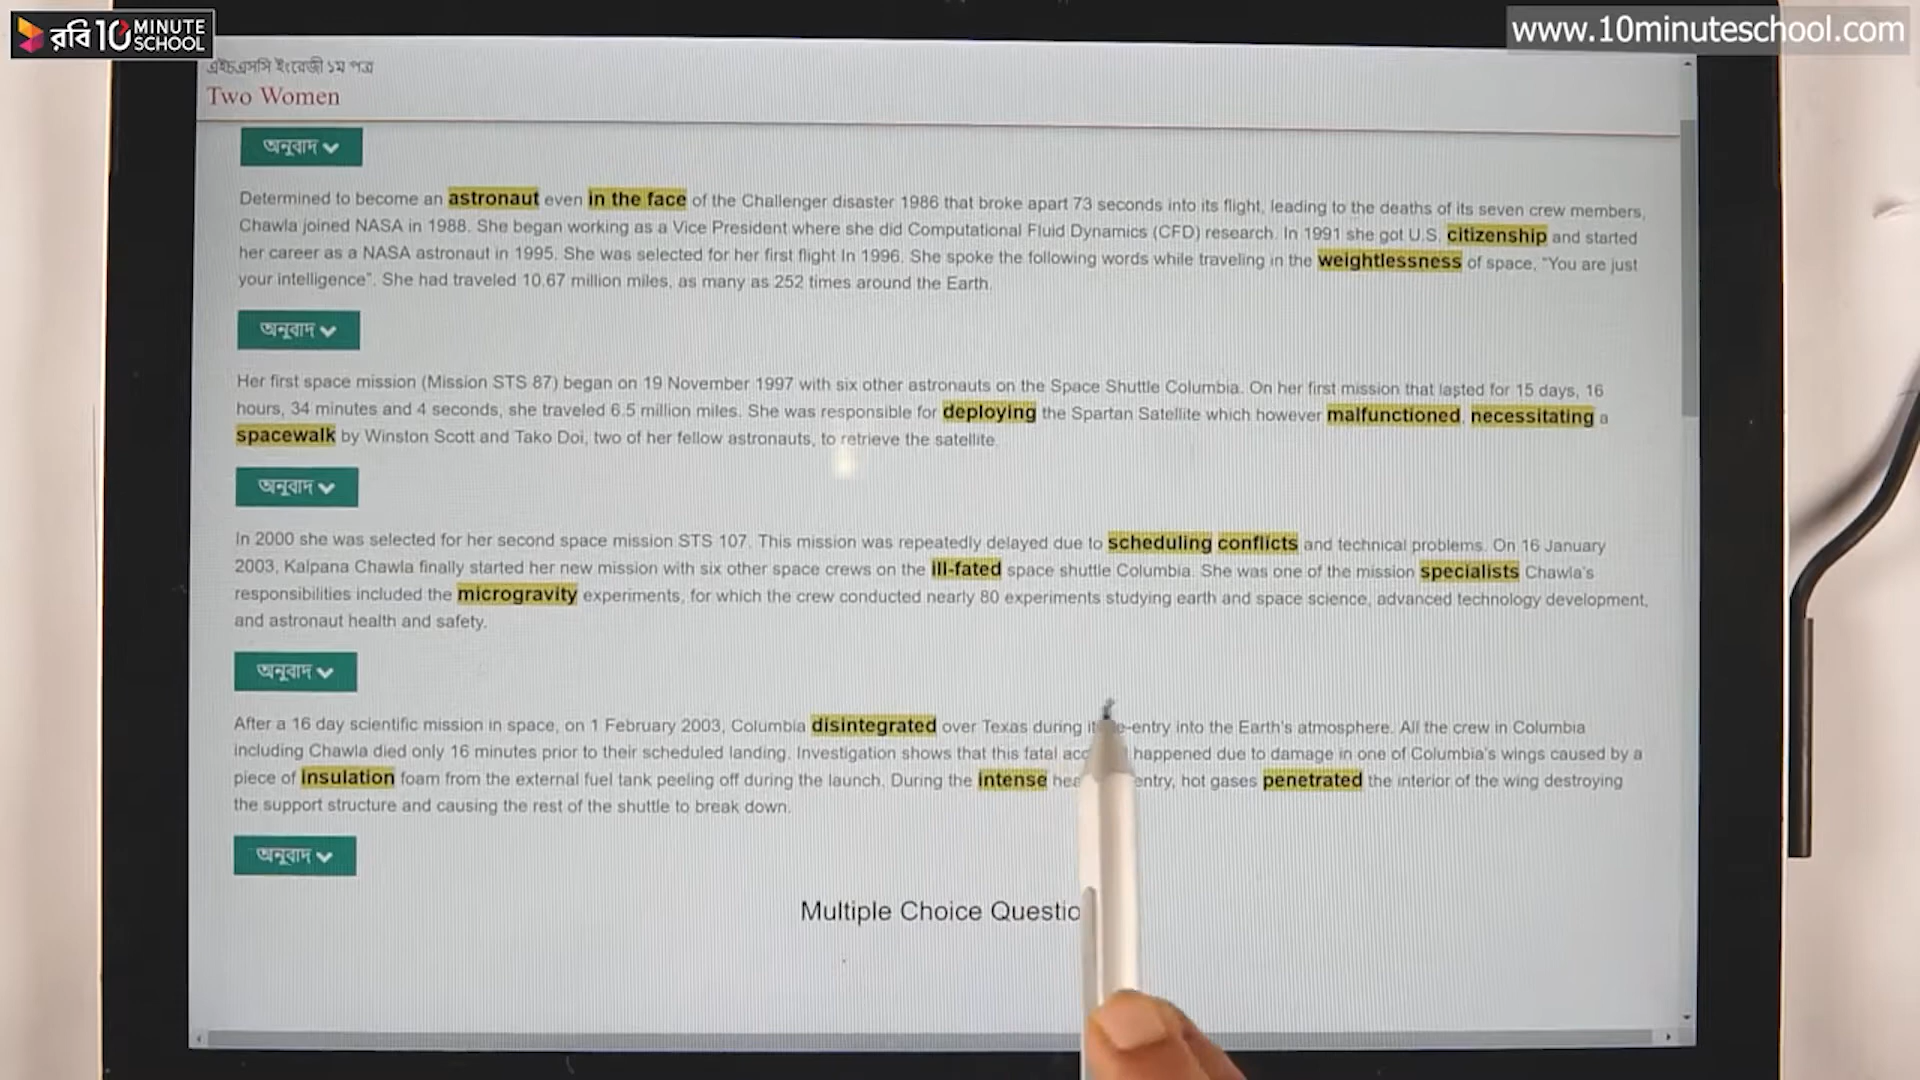 রবি 10 MINUTE SCHOOL
www.10minuteschool.com
এইচএসসি ইংরেজী ১ম পত্র
Two Women
অনুবাদ
Determined to become an astronaut even in the face of the Challenger disaster 1986 that broke apart 73 seconds into its flight, leading to the deaths of its seven crew members,
Chawla joined NASA in 1988. She began working as a Vice President where she did Computational Fluid Dynamics (CFD) research. In 1991 she got U.S. citizenship and started
her career as a NASA astronaut in 1995. She was selected for her first flight In 1996. She spoke the following words while traveling in the weightlessness of space, "You are just
your intelligence". She had traveled 10.67 million miles, as many as 252 times around the Earth.
অনুবাদ
Her first space mission (Mission STS 87) began on 19 November 1997 with six other astronauts on the Space Shuttle Columbia. On her first mission that lasted for 15 days, 16
hours, 34 minutes and 4 seconds, she traveled 6.5 million miles. She was responsible for deploying the Spartan Satellite which however malfunctioned, necessitating a
spacewalk by Winston Scott and Tako Doi, two of her fellow astronauts, to retrieve the satellite.
অনুবাদ
In 2000 she was selected for her second space mission STS 107. This mission was repeatedly delayed due to scheduling conflicts and technical problems. On 16 January
2003, Kalpana Chawla finally started her new mission with six other space crews on the ill-fated space shuttle Columbia. She was one of the mission specialists Chawla's
responsibilities included the microgravity experiments, for which the crew conducted nearly 80 experiments studying earth and space science, advanced technology development,
and astronaut health and safety.
অনুবাদ
After a 16 day scientific mission in space, on 1 February 2003, Columbia disintegrated over Texas during e-entry into the Earth's atmosphere. All the crew in Columbia
including Chawla died only 16 minutes prior to their scheduled landing. Investigation shows that this fatal happened due to damage in one of Columbia's wings caused by a
piece of insulation foam from the external fuel tank peeling off during the launch. During the intense entry, hot gases penetrated the interior of the wing destroying
the support structure and causing the rest of the shuttle to break down.
অনুবাদ
Multiple Choice Questio